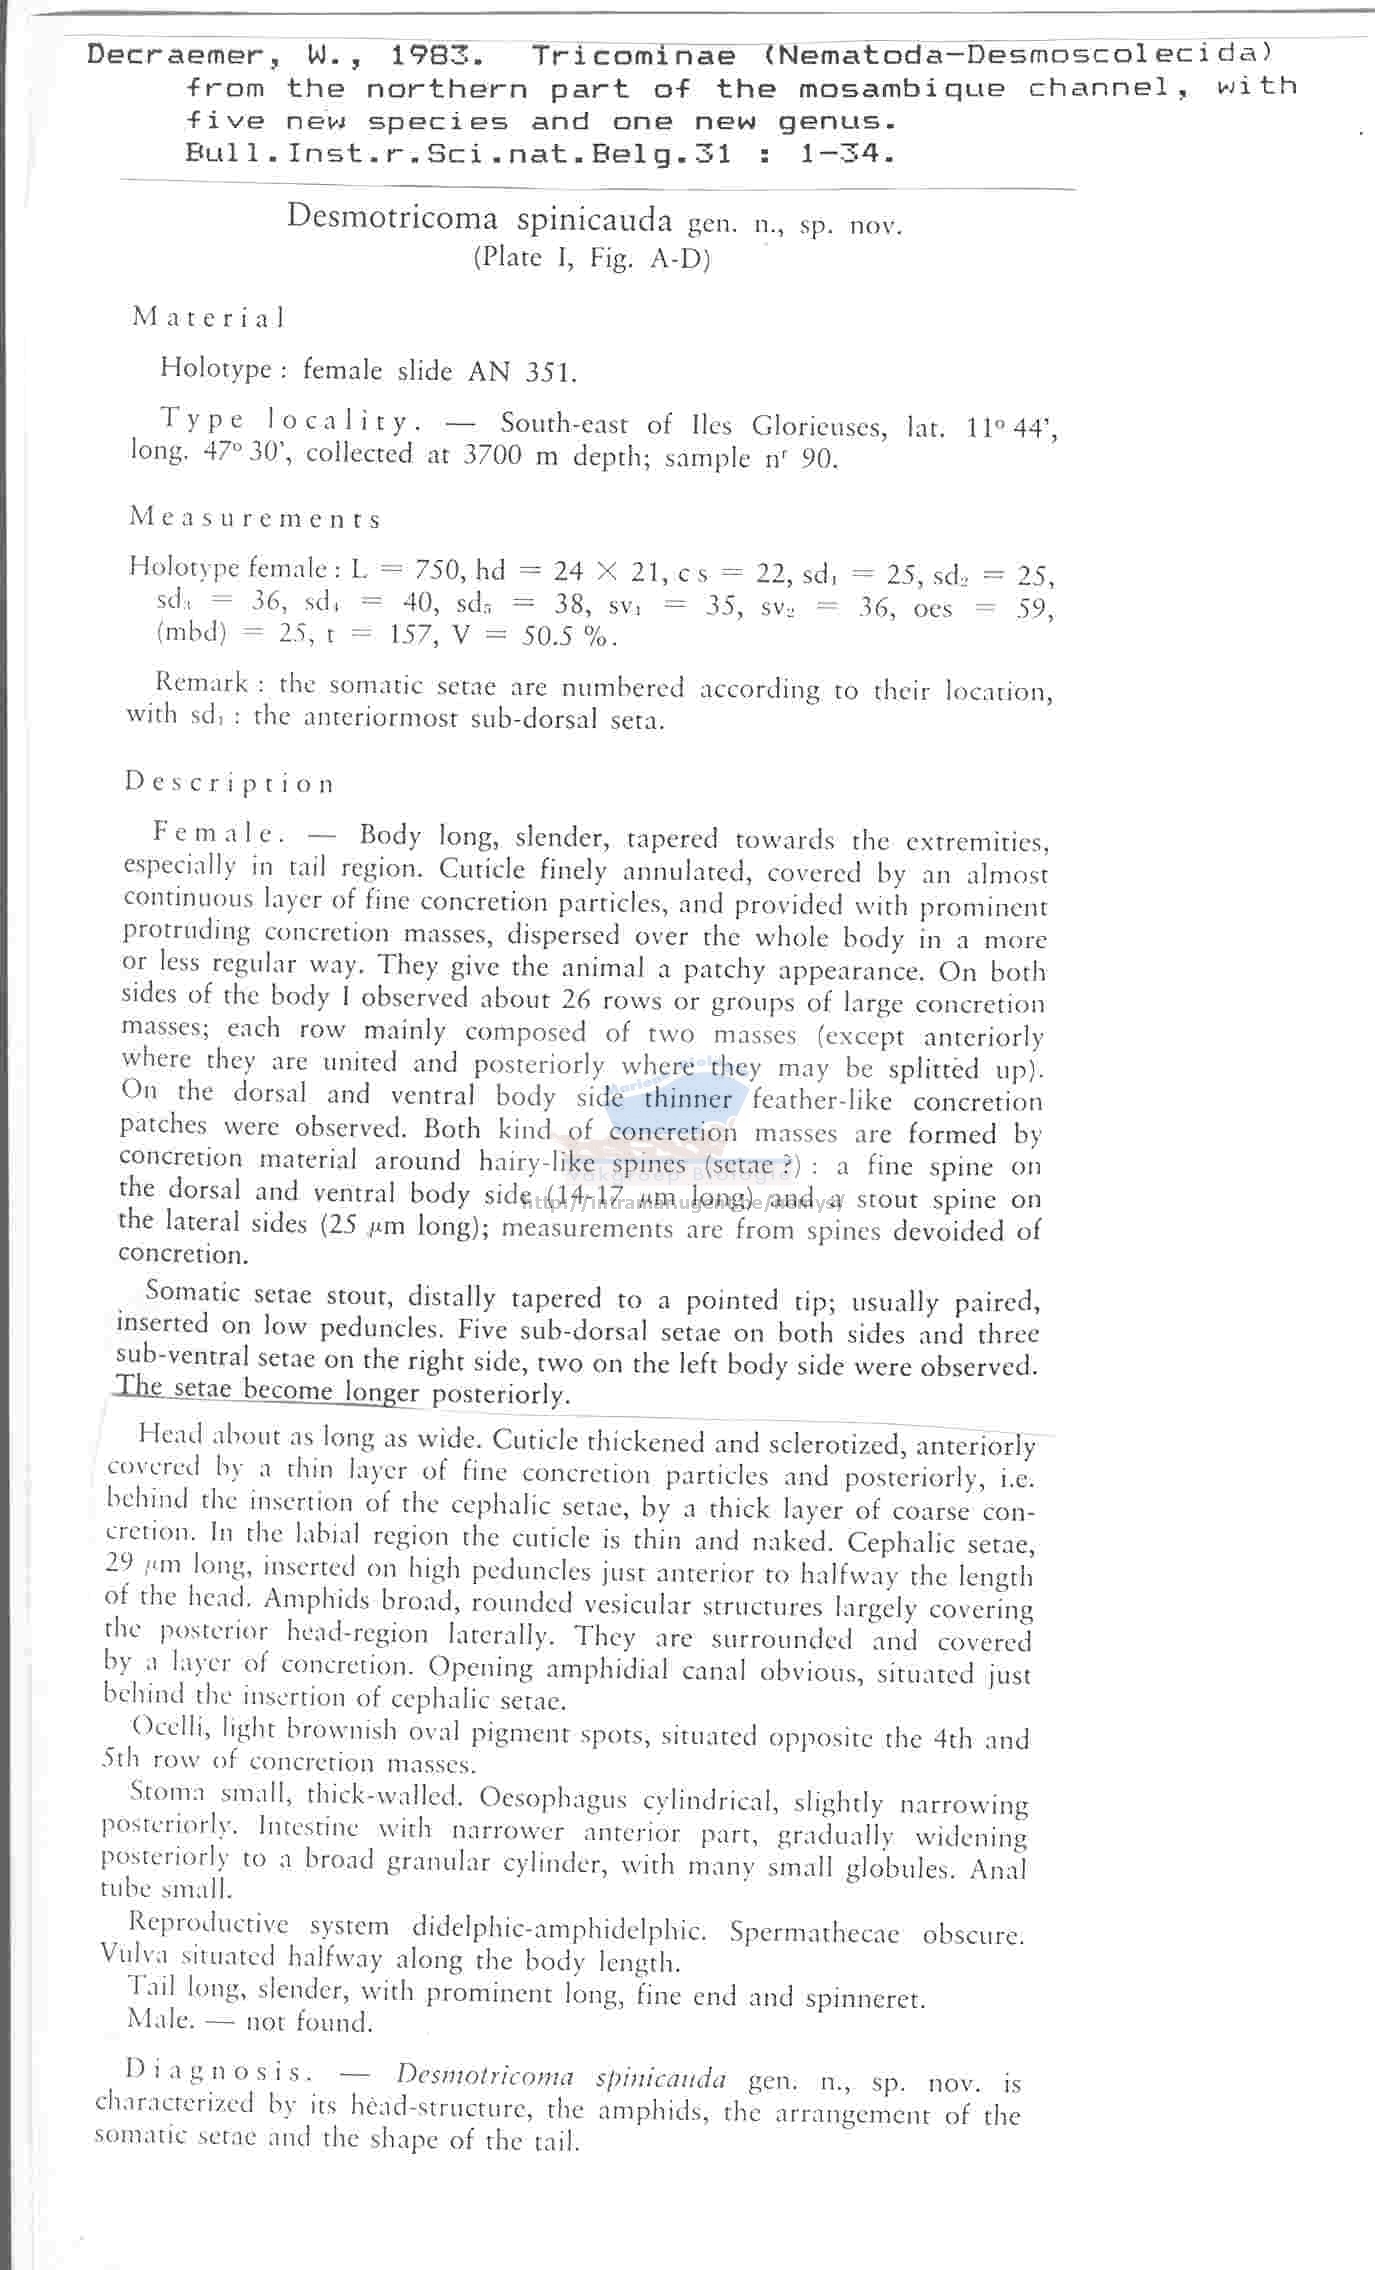 Decraemer, W., 1983. Tricominae (Nematoda-Desmoscolecida)
from the northern part of the mosambique channel, with
five new species and one new genus.
Bull.Inst.r.Sci.nat.Belg.31 : 1-34.
Desmotricoma spinicauda gen. n., sp. nov.
(Plate I, Fig. A-D)
Material
Holotype : female slide AN 351.
Type locality. — South-east of Iles Glorieuses, lat. 11° 44',
long. 47° 30', collected at 3700 m depth; sample nʳ 90.
Measurements
Holotype female : L = 750, hd = 24 × 21, cs = 22, sd₁ = 25, sd₂ = 25,
sd₃ = 36, sd₄ = 40, sd₅ = 38, sv₁ = 35, sv₂ = 36, oes = 59,
(mbd) = 25, t = 157, V = 50.5 %.
Remark : the somatic setae are numbered according to their location,
with sd₁ : the anteriormost sub-dorsal seta.
Description
Female. — Body long, slender, tapered towards the extremities,
especially in tail region. Cuticle finely annulated, covered by an almost
continuous layer of fine concretion particles, and provided with prominent
protruding concretion masses, dispersed over the whole body in a more
or less regular way. They give the animal a patchy appearance. On both
sides of the body I observed about 26 rows or groups of large concretion
masses; each row mainly composed of two masses (except anteriorly
where they are united and posteriorly where they may be splitted up).
On the dorsal and ventral body side thinner feather-like concretion
patches were observed. Both kind of concretion masses are formed by
concretion material around hairy-like spines (setae ?) : a fine spine on
Vakgroep Biologie
the dorsal and ventral body side (14-17 µm long) and a stout spine on
the lateral sides (25 µm long); measurements are from spines devoided of
concretion.
Somatic setae stout, distally tapered to a pointed tip; usually paired,
inserted on low peduncles. Five sub-dorsal setae on both sides and three
sub-ventral setae on the right side, two on the left body side were observed.
The setae become longer posteriorly.
Head about as long as wide. Cuticle thickened and sclerotized, anteriorly
covered by a thin layer of fine concretion particles and posteriorly, i.e.
behind the insertion of the cephalic setae, by a thick layer of coarse con-
cretion. In the labial region the cuticle is thin and naked. Cephalic setae,
29 µm long, inserted on high peduncles just anterior to halfway the length
of the head. Amphids broad, rounded vesicular structures largely covering
the posterior head-region laterally. They are surrounded and covered
by a layer of concretion. Opening amphidial canal obvious, situated just
behind the insertion of cephalic setae.
Ocelli, light brownish oval pigment spots, situated opposite the 4th and
5th row of concretion masses.
Stoma small, thick-walled. Oesophagus cylindrical, slightly narrowing
posteriorly. Intestine with narrower anterior part, gradually widening
posteriorly to a broad granular cylinder, with many small globules. Anal
tube small.
Reproductive system didelphic-amphidelphic. Spermathecae obscure.
Vulva situated halfway along the body length.
Tail long, slender, with prominent long, fine end and spinneret.
Male. — not found.
Diagnosis. — Desmotricoma spinicauda gen. n., sp. nov. is
characterized by its head-structure, the amphids, the arrangement of the
somatic setae and the shape of the tail.